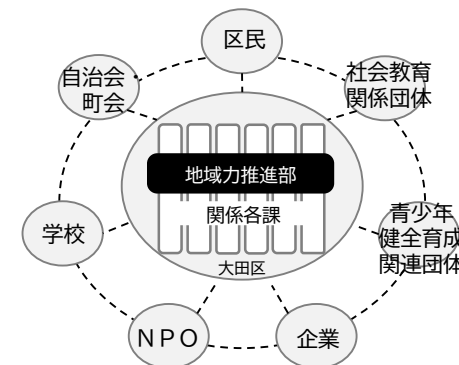 区民
自治会
町会
社会教育
関係団体
地域力推進部
関係各課
大田区
学校
青少年
健全育成
関連団体
ＮＰＯ
企業